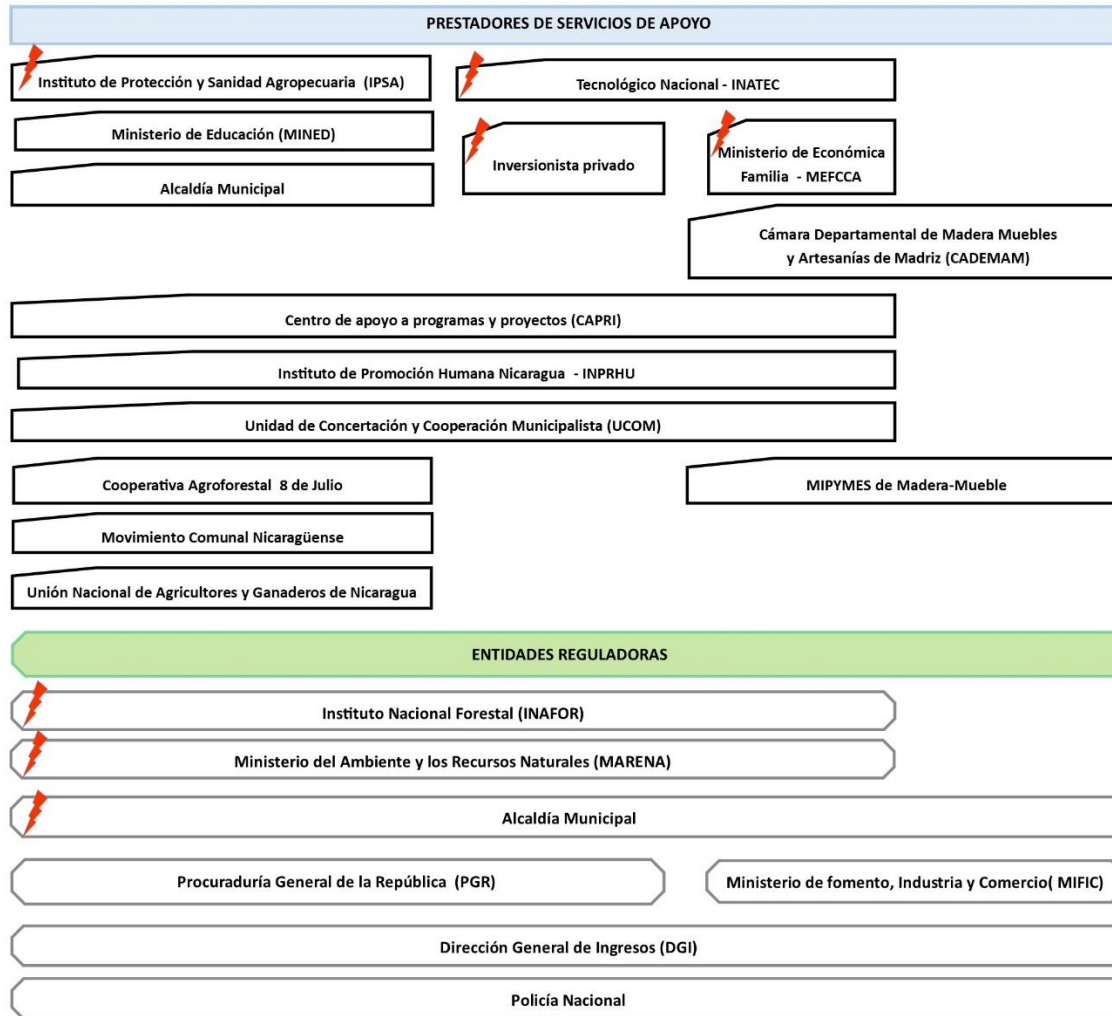 PRESTADORES DE SERVICIOS DE APOYO
Instituto de Protección y Sanidad Agropecuaria (IPSA)
Tecnológico Nacional - INATEC
Ministerio de Educación (MINED)
Inversionista privado
Ministerio de Económica
Familia - MEFCCA
Alcaldía Municipal
Cámara Departamental de Madera Muebles
y Artesanías de Madriz (CADEMAM)
Centro de apoyo a programas y proyectos (CAPRI)
Instituto de Promoción Humana Nicaragua - INPRHU
Unidad de Concertación y Cooperación Municipalista (UCOM)
Cooperativa Agroforestal 8 de Julio
MIPYMES de Madera-Mueble
Movimiento Comunal Nicaragüense
Unión Nacional de Agricultores y Ganaderos de Nicaragua
ENTIDADES REGULADORAS
Instituto Nacional Forestal (INAFOR)
Ministerio del Ambiente y los Recursos Naturales (MARENA)
Alcaldía Municipal
Procuraduría General de la República (PGR)
Ministerio de fomento, Industria y Comercio( MIFIC)
Dirección General de Ingresos (DGI)
Policía Nacional